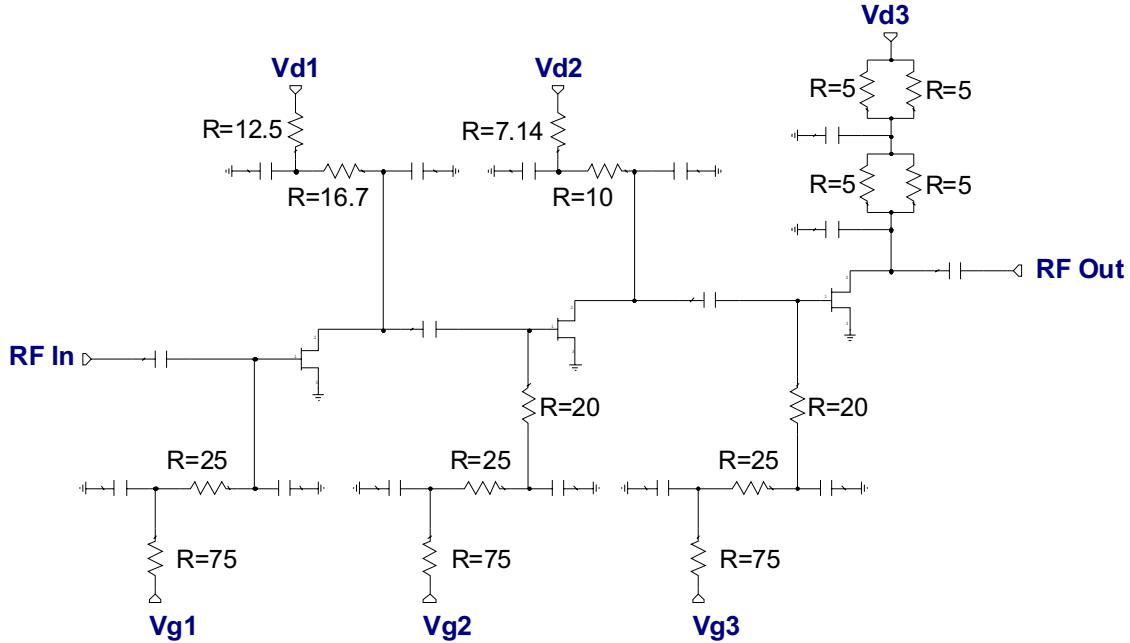 Vd3
Vd1
Vd2
R=5
R=5
R=12.5
R=7.14
R=16.7
R=10
R=5
R=5
RF Out
RF In
R=20
R=20
R=25
R=25
R=25
R=75
R=75
R=75
Vg1
Vg2
Vg3